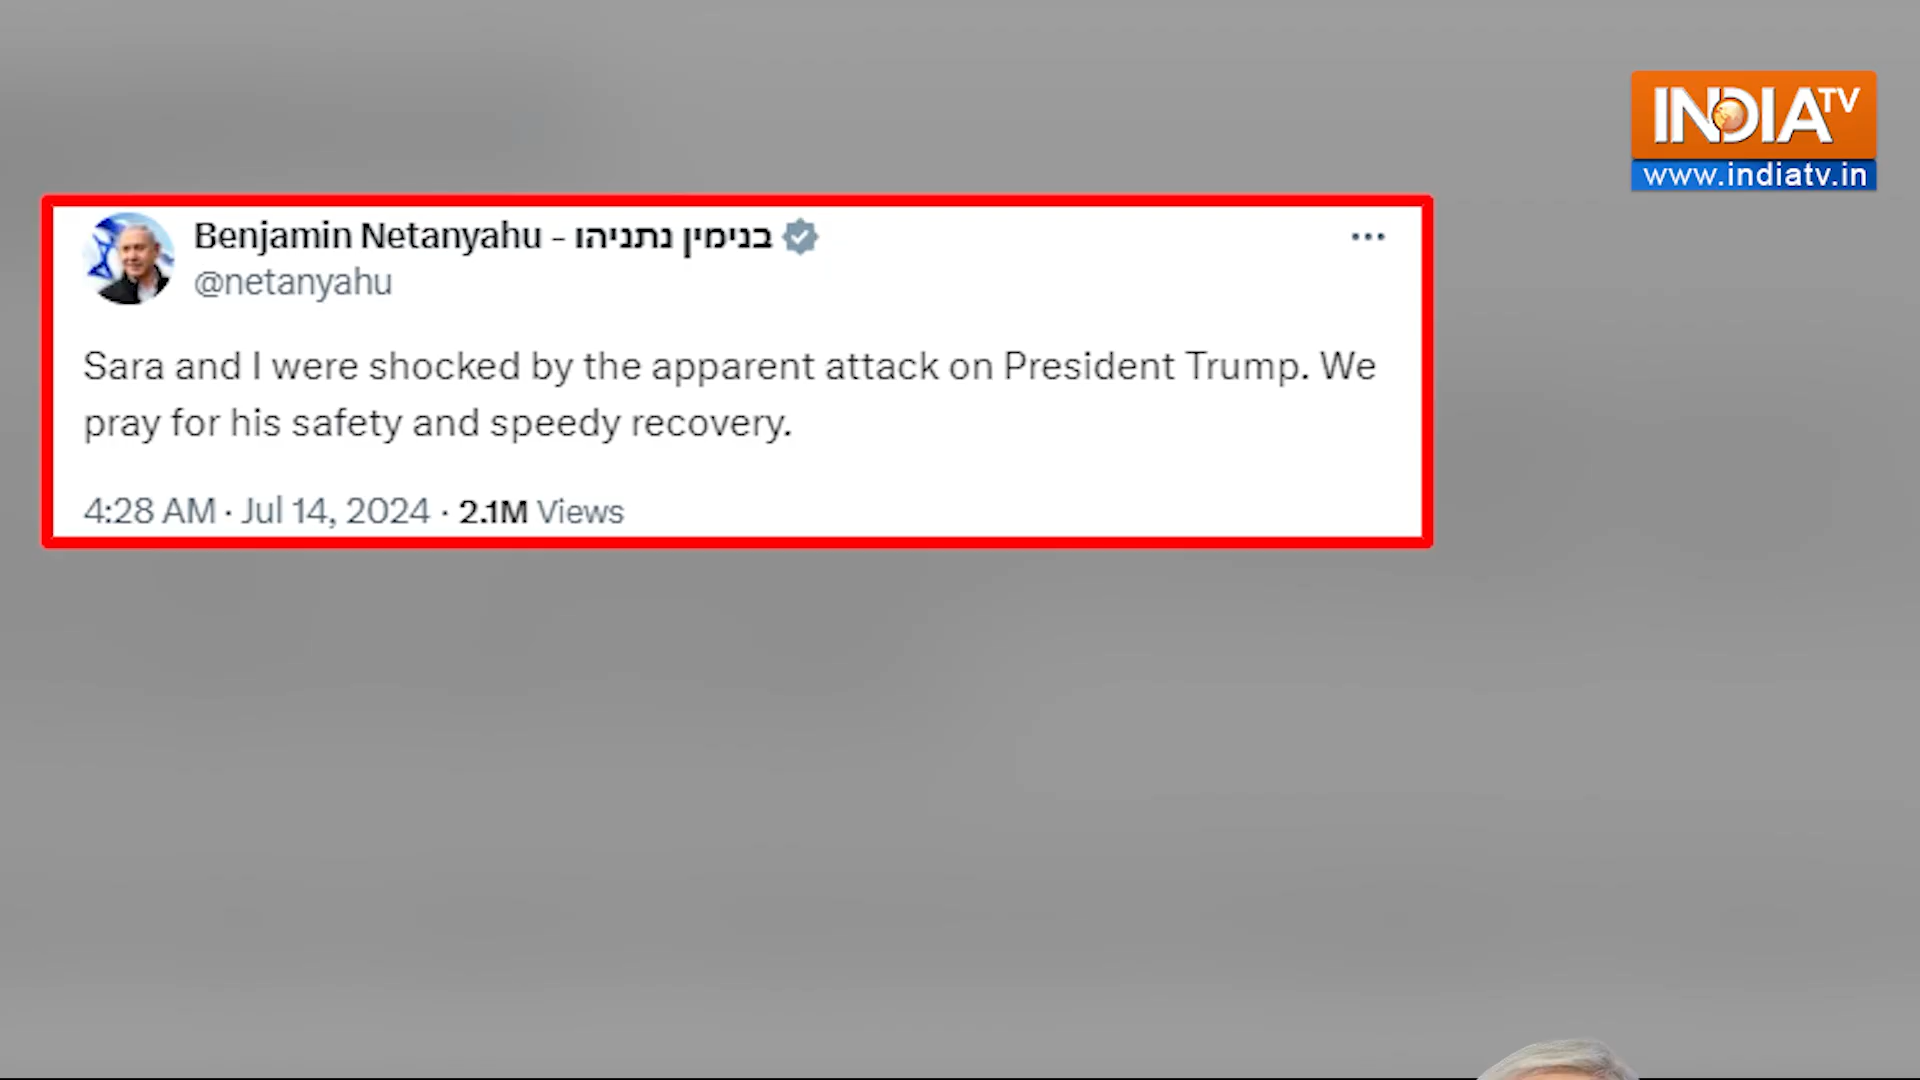 INDIA TV
www.indiatv.in
Benjamin Netanyahu - בנימין נתניהו
@netanyahu
Sara and I were shocked by the apparent attack on President Trump. We
pray for his safety and speedy recovery.
4:28 AM · Jul 14, 2024 · 2.1M Views